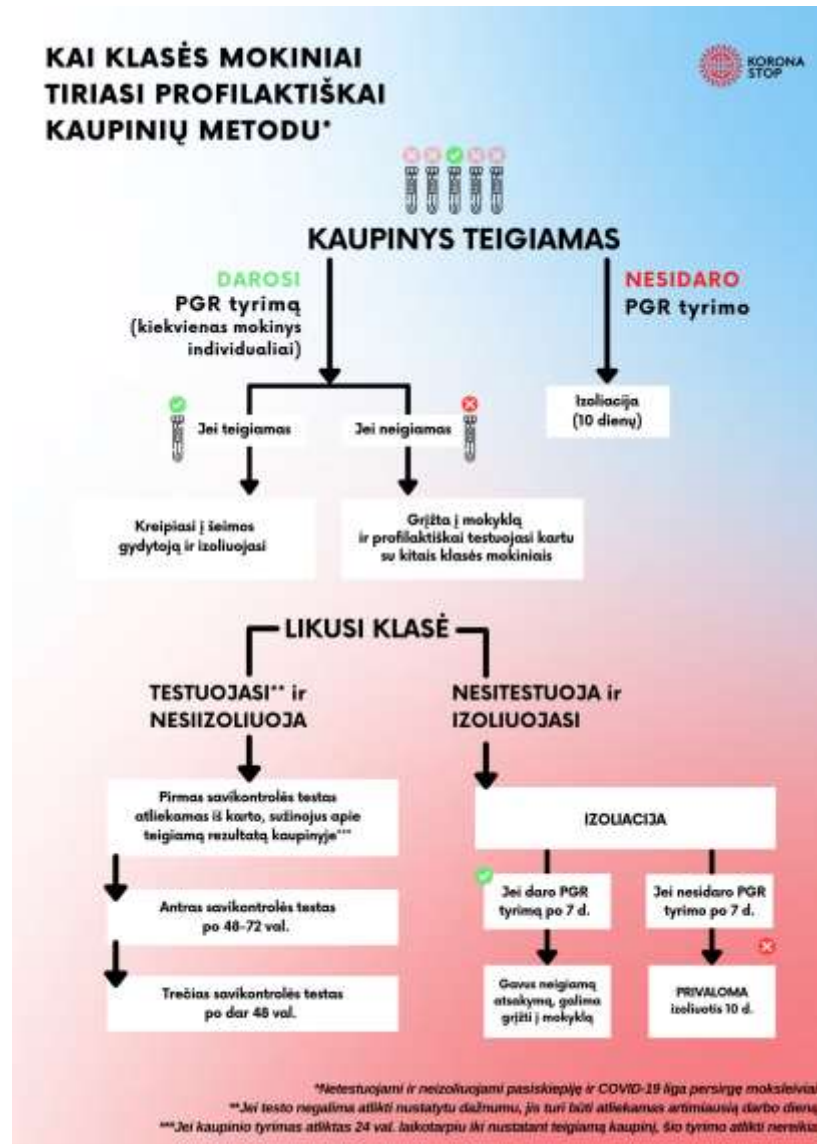 KAI KLASĖS MOKINIAI
TIRIASI PROFILAKTIŠKAI
KAUPINIŲ METODU*
KORONA
STOP
KAUPINYS TEIGIAMAS
DAROSI
PGR tyrimą
(kiekvienas mokinys
individualiai)
NESIDARO
PGR tyrimo
Jei teigiamas
Jei neigiamas
Izoliacija
(10 dienų)
Kreipiasi į šeimos
gydytoją ir izoliuojasi
Grįžta į mokyklą
ir profilaktiškai testuojasi kartu
su kitais klasės mokiniais
LIKUSI KLASĖ
TESTUOJASI** ir
NESIIZOLIUOJA
NESITESTUOJA ir
IZOLIUOJASI
Pirmas savikontrolės testas
atliekamas iš karto, sužinojus apie
teigiamą rezultatą kaupinyje***
Antras savikontrolės testas
po 48-72 val.
Trečias savikontrolės testas
po dar 48 val.
IZOLIACIJA
Jei daro PGR
tyrimą po 7 d.
Jei nesidaro PGR
tyrimo po 7 d.
Gavus neigiamą
atsakymą, galima
grįžti į mokyklą
PRIVALOMA
izoliuotis 10 d.
*Netestuojami ir neizoliuojami pasiskiepiję ir COVID-19 liga persirgę moksleiviai
**Jei testo negalima atlikti nustatytu dažnumu, jis turi būti atliekamas artimiausią darbo dieną
***Jei kaupinio tyrimas atliktas 24 val. laikotarpiu iki nustatant teigiamą kaupinį, šio tyrimo atlikti nereikia